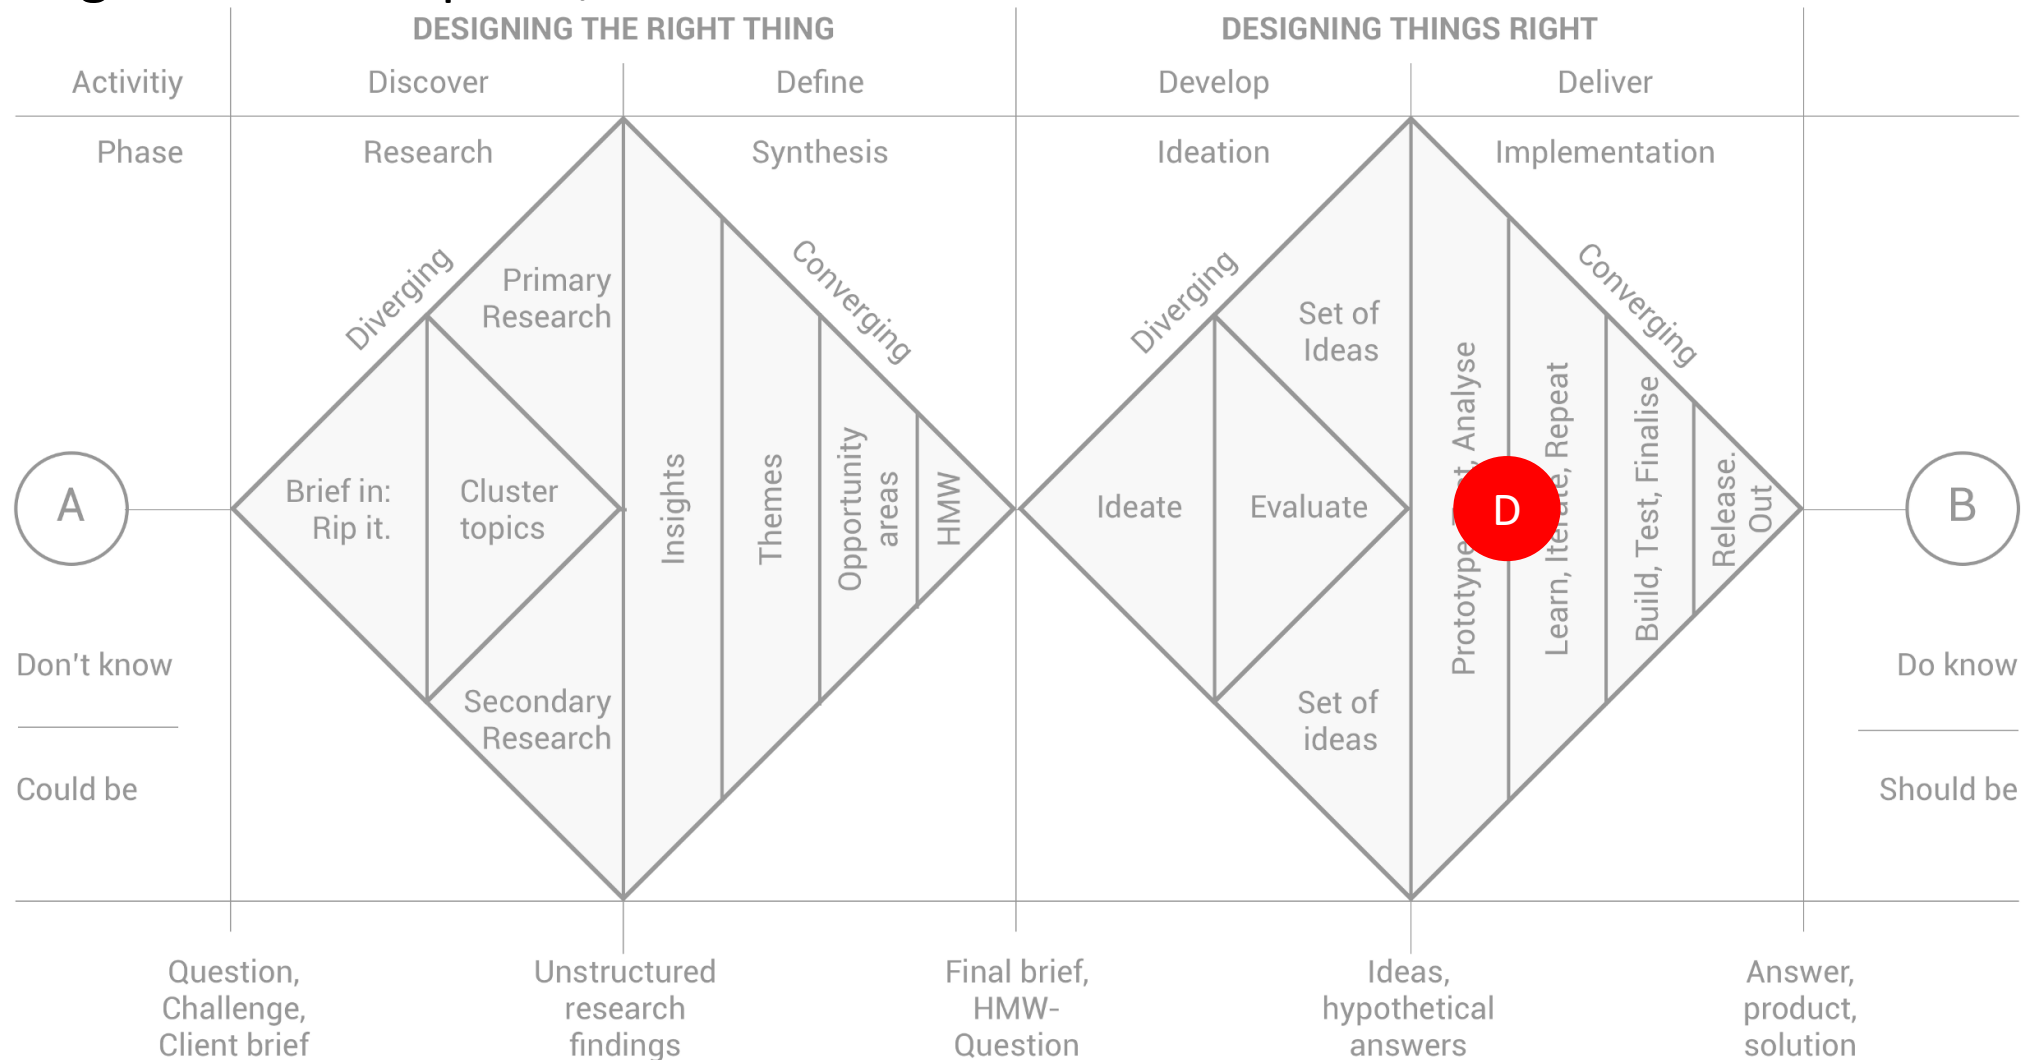 DESIGNING THE RIGHT THING
DESIGNING THINGS RIGHT
Activitiy
Discover
Define
Develop
Deliver
Phase
Research
Synthesis
Ideation
Implementation
Diverging
Converging
Diverging
Converging
Primary
Research
Set of
Ideas
A
Brief in:
Rip it.
Cluster
topics
Insights
Themes
Opportunity
areas
HMW
Ideate
Evaluate
Prototype, Analyse
D
Learn, Iterate, Repeat
Build, Test, Finalise
Release.
Out
B
Don't know
Could be
Secondary
Research
Set of
ideas
Do know
Should be
Question,
Challenge,
Client brief
Unstructured
research
findings
Final brief,
HMW-
Question
Ideas,
hypothetical
answers
Answer,
product,
solution